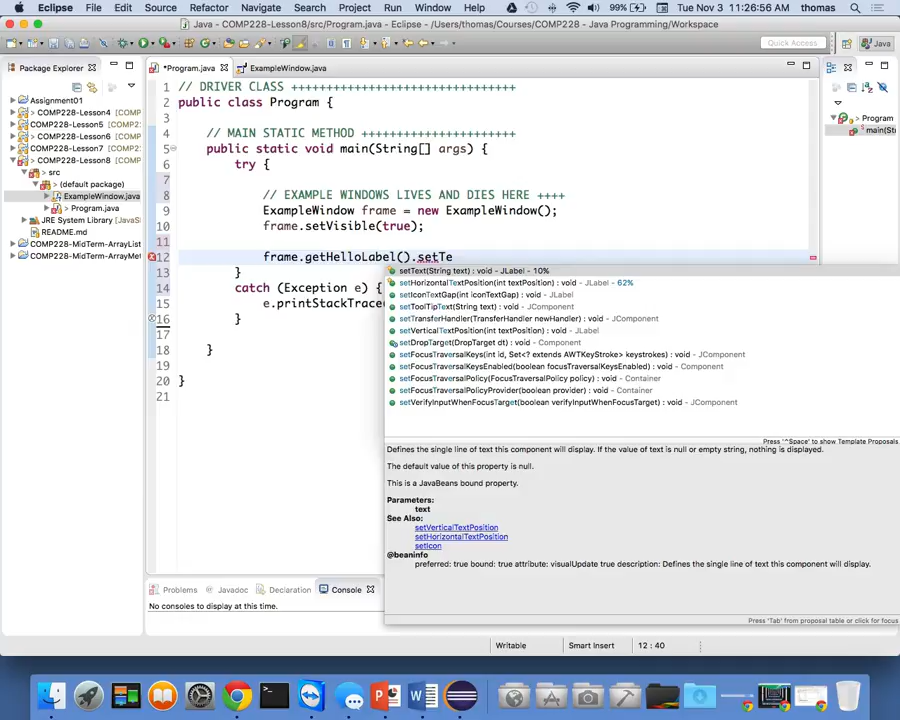 Eclipse File Edit Source Refactor Navigate Search Project Run Window Help 99% Tue Nov 3 11:26:56 AM thomas
Java - COMP228-Lesson8/src/Program.java - Eclipse - /Users/thomas/Courses/COMP228 - Java Programming/Workspace
Quick Access Java
Package Explorer
*Program.java ExampleWindow.java
Assignment01
> COMP228-Lesson4 [COMP
COMP228-Lesson5 [COMP
> COMP228-Lesson6 [COMP
COMP228-Lesson7 [COMP
> COMP228-Lesson8 [COMP
> src
> (default package)
ExampleWindow.java
> Program.java
JRE System Library [JavaS
README.md
COMP228-MidTerm-ArrayList
COMP228-MidTerm-ArrayMet
1 // DRIVER CLASS ++++++++++++++++++++++++++++++++
2 public class Program {
3
4 // MAIN STATIC METHOD ++++++++++++++++++++++
5 public static void main(String[] args) {
6 try {
7
8 // EXAMPLE WINDOWS LIVES AND DIES HERE ++++
9 ExampleWindow frame = new ExampleWindow();
10 frame.setVisible(true);
11
12 frame.getHelloLabel().setTe
13 }
14 catch (Exception e) {
15 e.printStackTrace
16 }
17
18 }
19
20 }
21
> Program
main(St
setText(String text) : void - JLabel - 10%
setHorizontalTextPosition(int textPosition) : void - JLabel - 62%
setIconTextGap(int iconTextGap) : void - JLabel
setToolTipText(String text) : void - JComponent
setTransferHandler(TransferHandler newHandler) : void - JComponent
setVerticalTextPosition(int textPosition) : void - JLabel
setDropTarget(DropTarget dt) : void - Component
setFocusTraversalKeys(int id, Set<? extends AWTKeyStroke> keystrokes) : void - JComponent
setFocusTraversalKeysEnabled(boolean focusTraversalKeysEnabled) : void - Component
setFocusTraversalPolicy(FocusTraversalPolicy policy) : void - Container
setFocusTraversalPolicyProvider(boolean provider) : void - Container
setVerifyInputWhenFocusTarget(boolean verifyInputWhenFocusTarget) : void - JComponent
Press '^Space' to show Template Proposals
Defines the single line of text this component will display. If the value of text is null or empty string, nothing is displayed.
The default value of this property is null.
This is a JavaBeans bound property.
Parameters:
text
See Also:
setVerticalTextPosition
setHorizontalTextPosition
setIcon
@beaninfo
preferred: true bound: true attribute: visualUpdate true description: Defines the single line of text this component will display.
Press 'Tab' from proposal table or click for focus
Problems Javadoc Declaration Console
No consoles to display at this time.
Writable Smart Insert 12 : 40